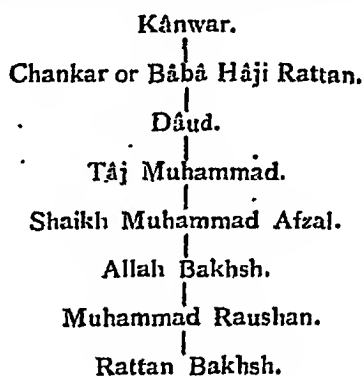 Kânwar.
Chankar or Bâbâ Hâji Rattan.
Dâud.
Tâj Muhammad.
Shaikh Muhammad Afzal.
Allah Bakhsh.
Muhammad Raushan.
Rattan Bakhsh.